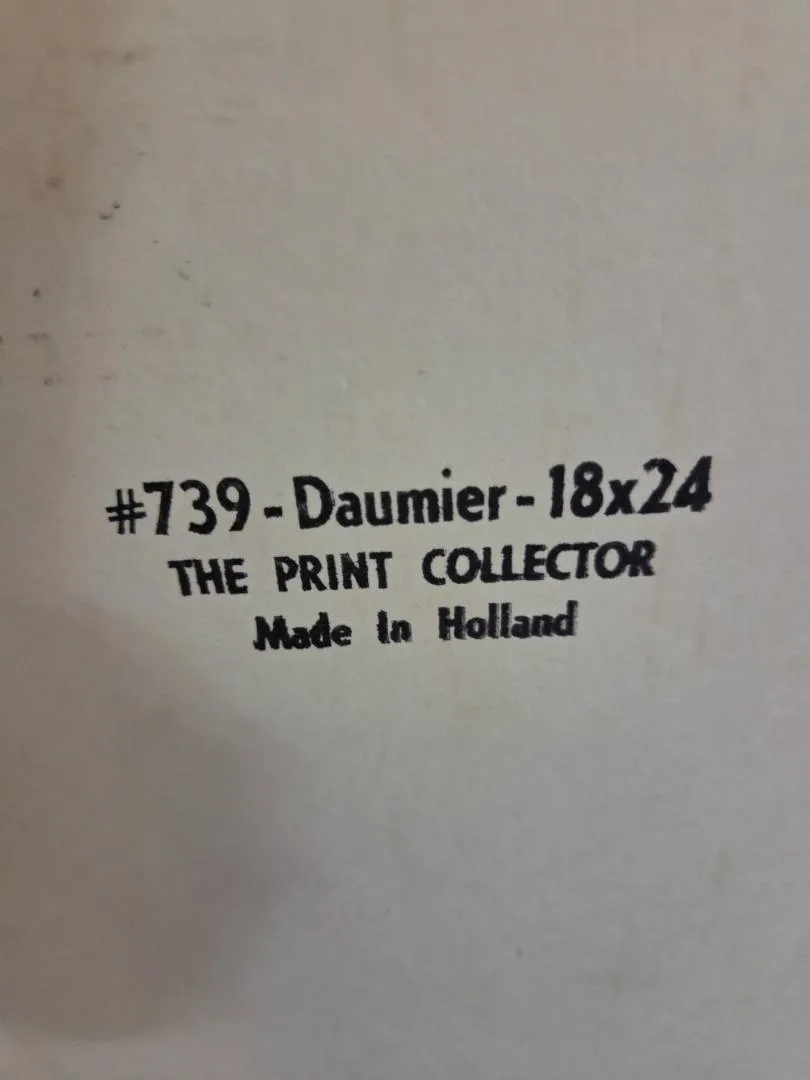 #739 - Daumier - 18x24
THE PRINT COLLECTOR
Made In Holland